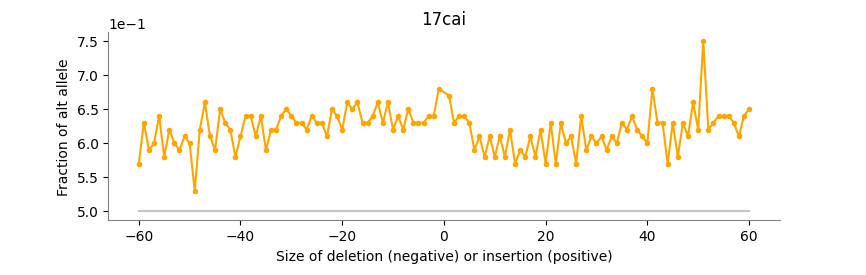 17cai
1e−1
7.5
7.0
6.5
6.0
5.5
5.0
Fraction of alt allele
−60 −40 −20 0 20 40 60
Size of deletion (negative) or insertion (positive)